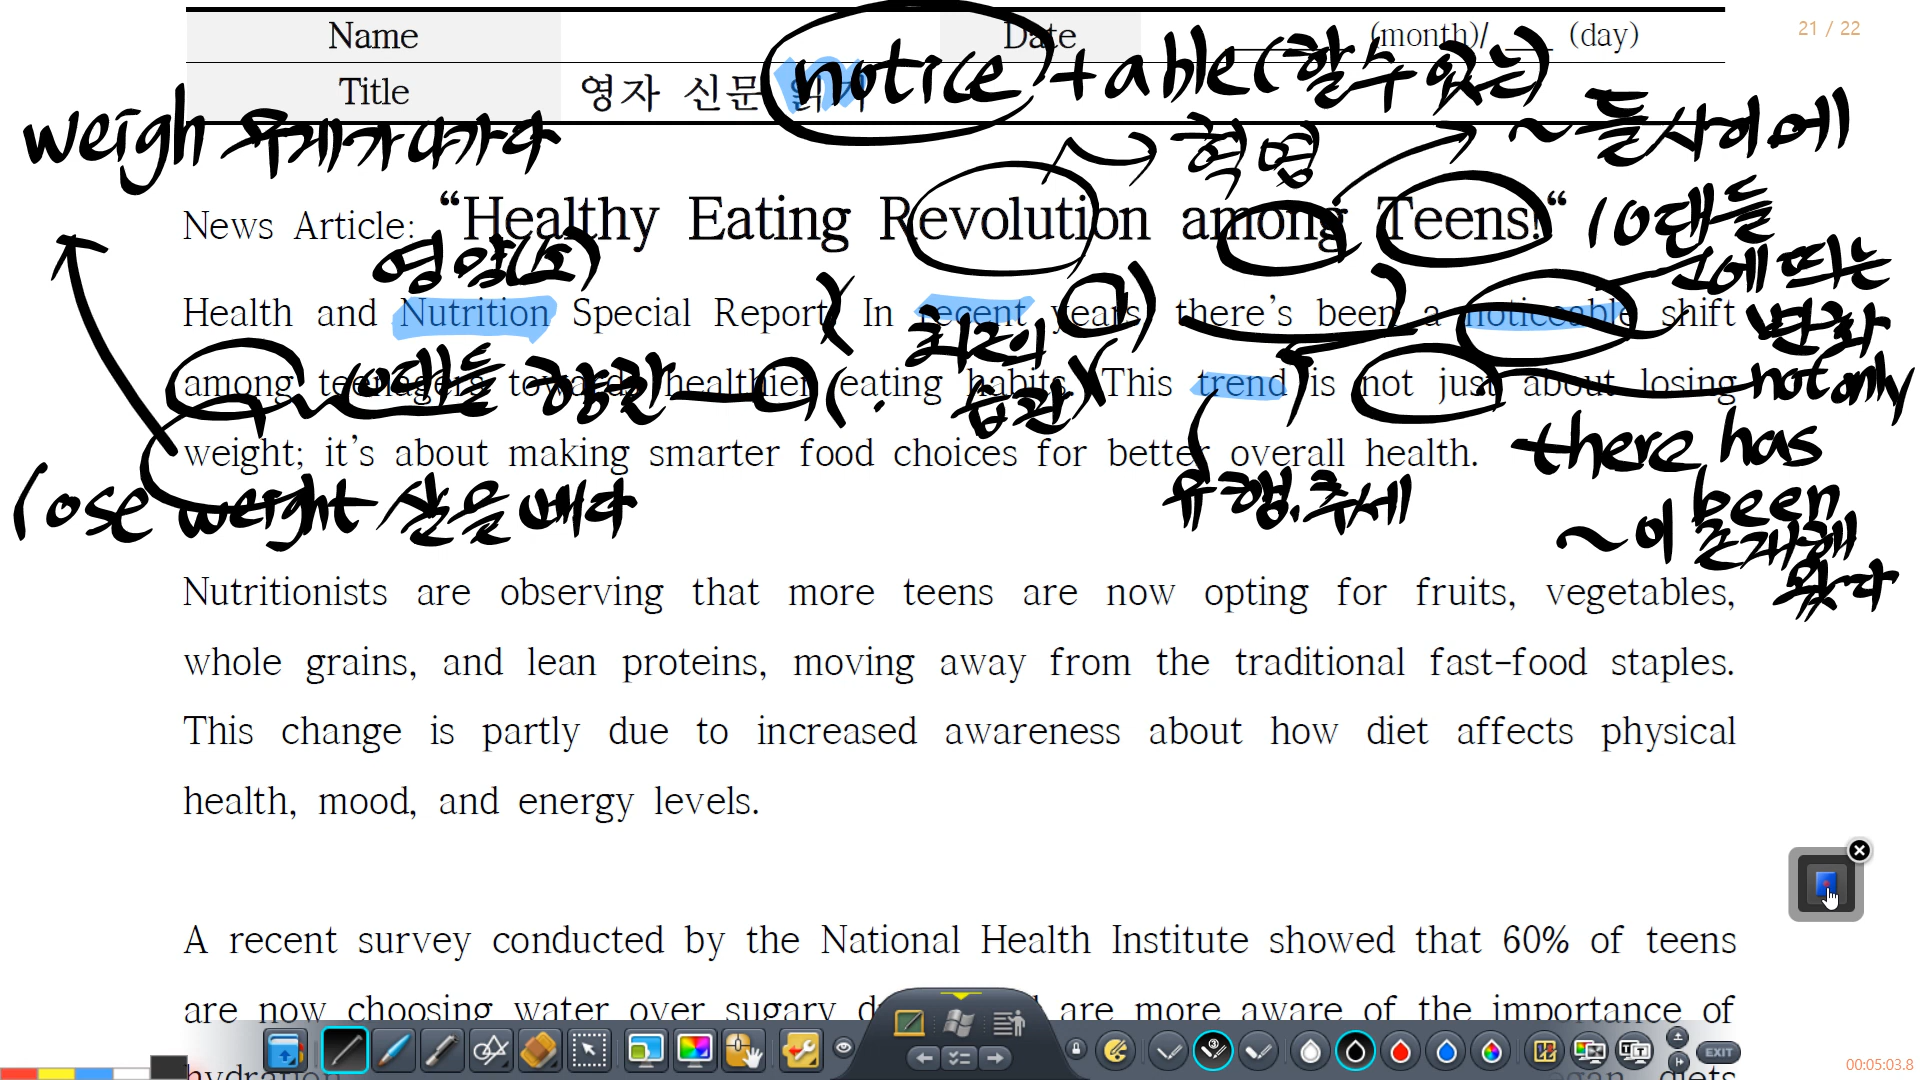 Name Date (month)/ (day)
21 / 22
Title 영자 신문 읽기
notice + able (할 수 있는)
weigh 무게가 나가다
혁명
~들 사이에
News Article: “Healthy Eating Revolution among Teens!“
10대들
영양(소)
눈에 띄는
Health and Nutrition Special Report In recent years there’s been a noticeable shift
변화
최근의
among teenagers towards healthier eating habits This trend is not just about losing
10대들
습관
not only
weight; it’s about making smarter food choices for better overall health.
there has
been
lose weight 살을 빼다
유행.추세
~이 존재해
왔다
Nutritionists are observing that more teens are now opting for fruits, vegetables,
whole grains, and lean proteins, moving away from the traditional fast-food staples.
This change is partly due to increased awareness about how diet affects physical
health, mood, and energy levels.
A recent survey conducted by the National Health Institute showed that 60% of teens
are now choosing water over sugary are more aware of the importance of
diets
EXIT
00:05:03.8